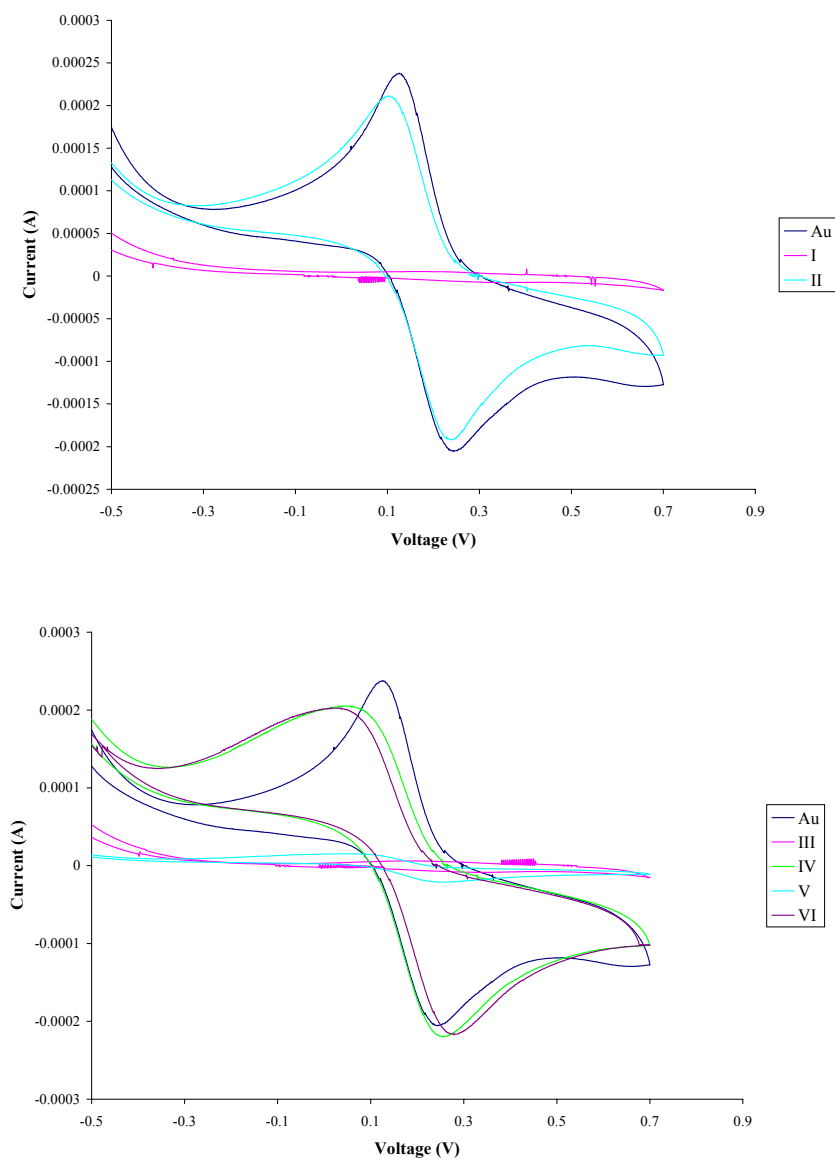 0.0003
0.00025
0.0002
0.00015
0.0001
0.00005
0
-0.00005
-0.0001
-0.00015
-0.0002
-0.00025
Current (A)
-0.5 -0.3 -0.1 0.1 0.3 0.5 0.7 0.9
Voltage (V)
Au
I
II
0.0003
0.0002
0.0001
0
-0.0001
-0.0002
-0.0003
Current (A)
-0.5 -0.3 -0.1 0.1 0.3 0.5 0.7 0.9
Voltage (V)
Au
III
IV
V
VI